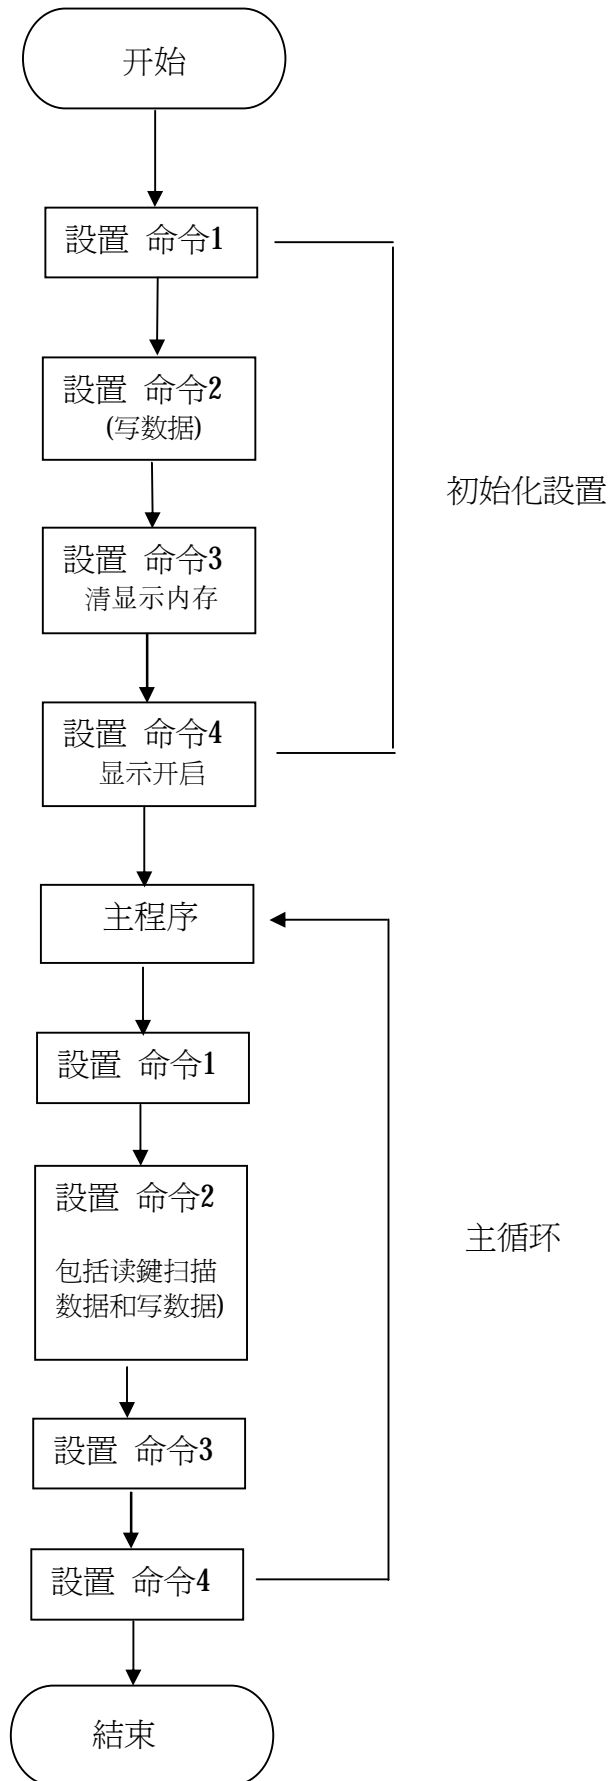 开始
設置 命令1
設置 命令2
(写数据)
設置 命令3
清显示内存
設置 命令4
显示开启
初始化設置
主程序
設置 命令1
設置 命令2
包括读鍵扫描
数据和写数据)
設置 命令3
設置 命令4
主循环
結束